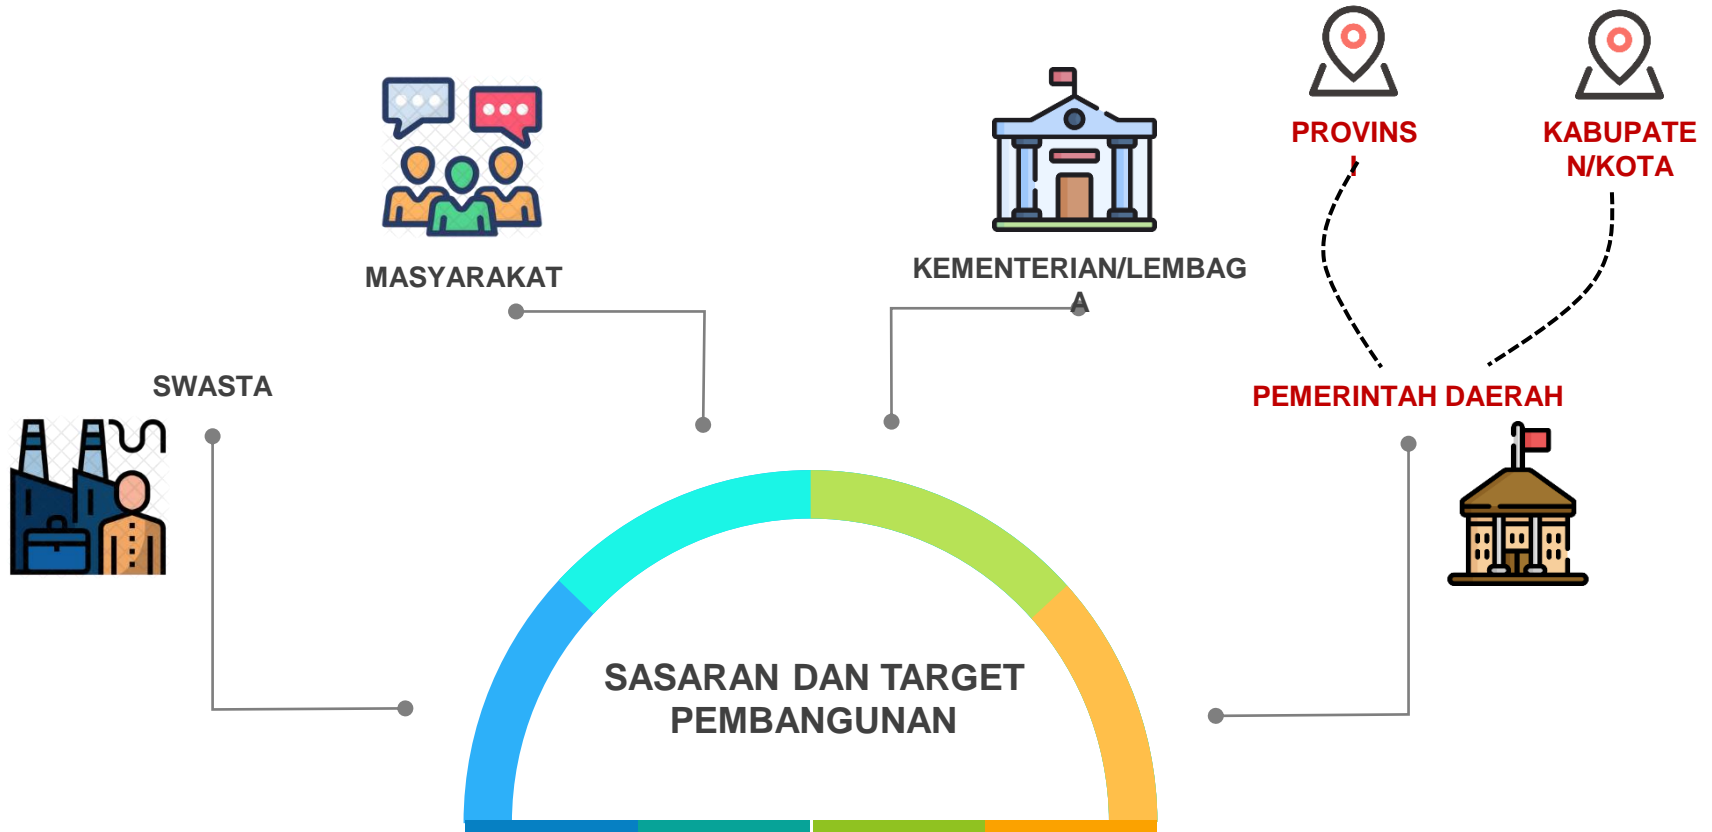 PROVINS
I
KABUPATE
N/KOTA
MASYARAKAT
KEMENTERIAN/LEMBAG
A
SWASTA
PEMERINTAH DAERAH
SASARAN DAN TARGET
PEMBANGUNAN